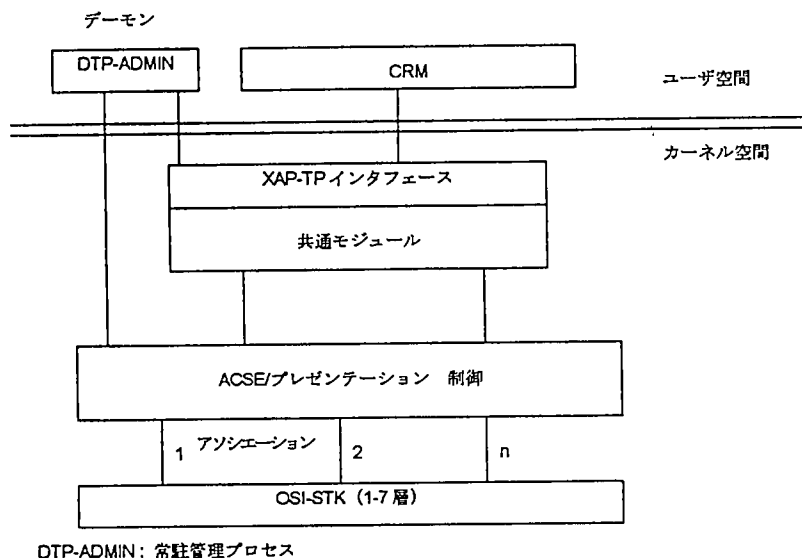 デーモン
DTP-ADMIN
CRM
ユーザ空間
カーネル空間
XAP-TPインタフェース
共通モジュール
ACSE/プレゼンテーション 制御
1 アソシエーション 2 n
OSI-STK（1-7 層）
DTP-ADMIN : 常駐管理プロセス